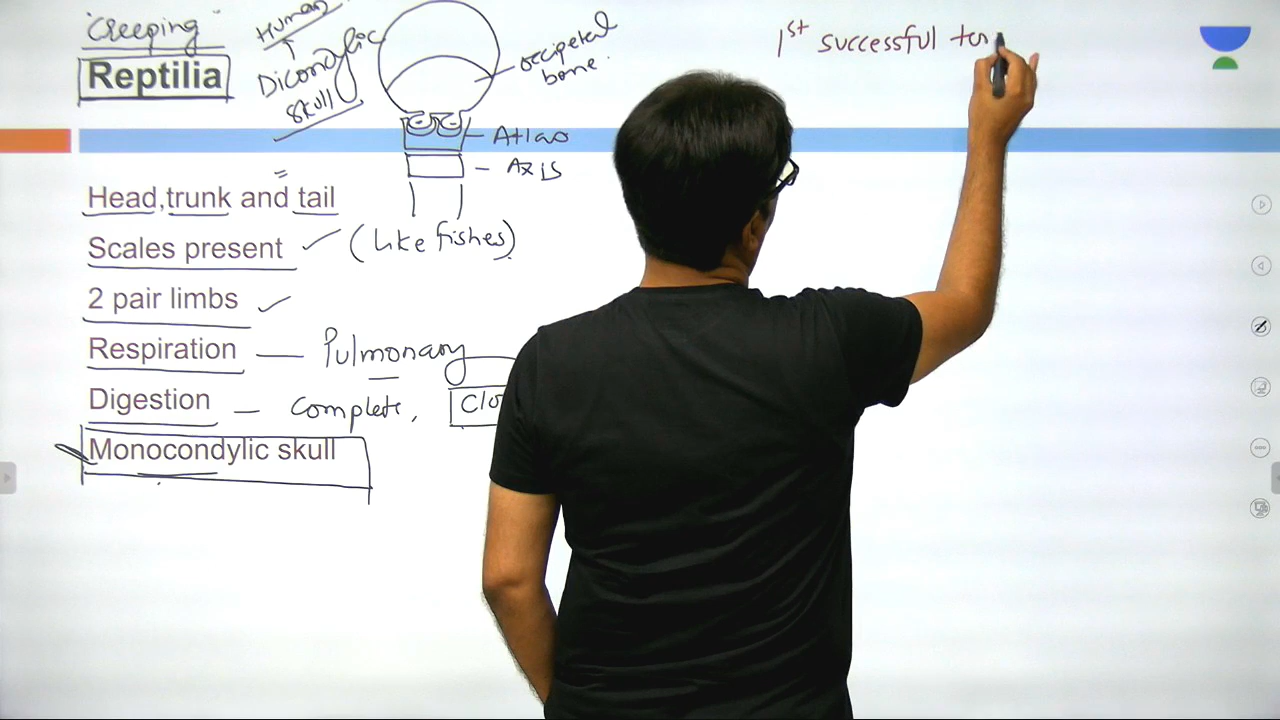 "Creeping"
Reptilia
Human
Dicondylic
skull
occipetal
bone.
Atlas
Axis
1st successful ter
Head,trunk and tail
Scales present (like fishes)
2 pair limbs
Respiration — Pulmonary
Digestion — complete, Clo
Monocondylic skull